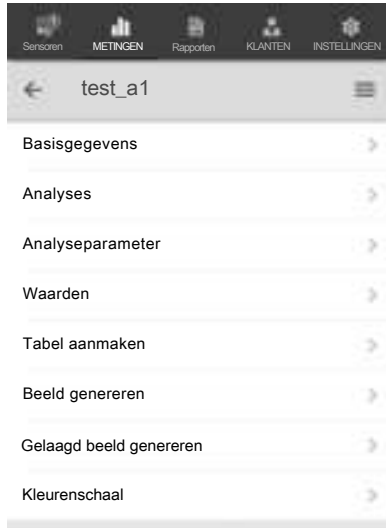 Sensoren METINGEN Rapporten KLANTEN INSTELLINGEN
test_a1
Basisgegevens
Analyses
Analyseparameter
Waarden
Tabel aanmaken
Beeld genereren
Gelaagd beeld genereren
Kleurenschaal